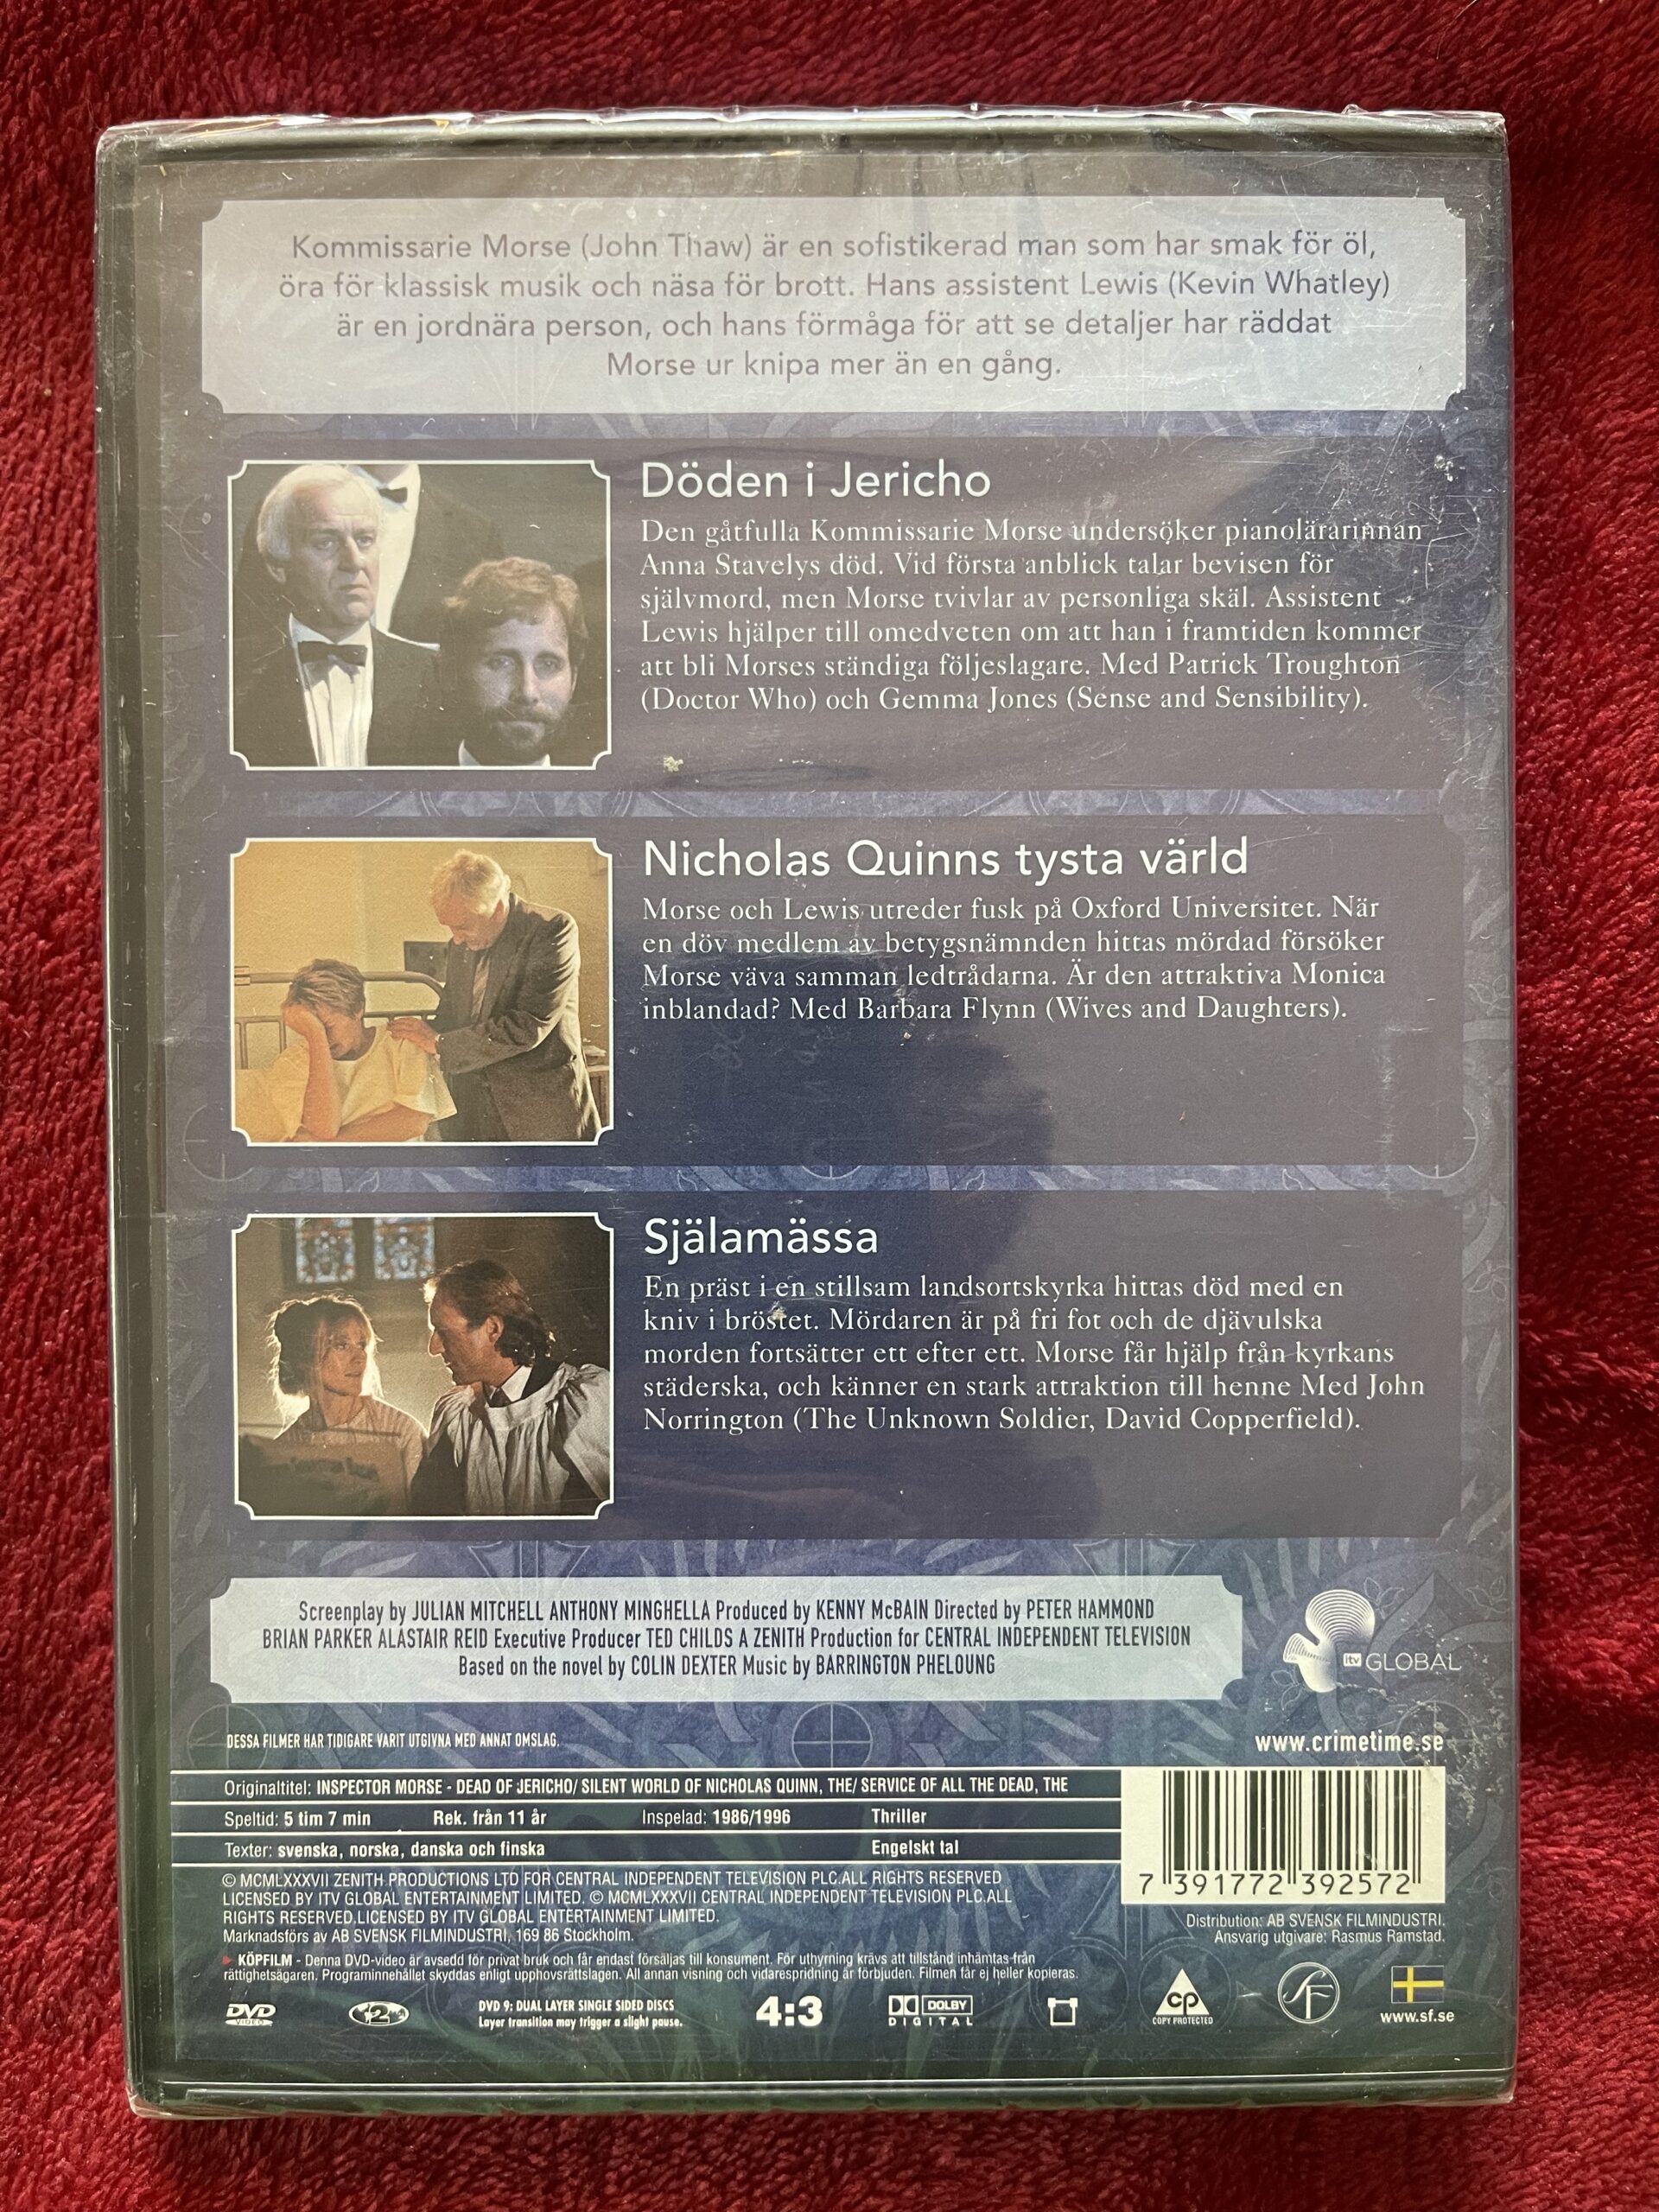 Kommissarie Morse (John Thaw) är en sofistikerad man som har smak för öl,
öra för klassisk musik och näsa för brott. Hans assistent Lewis (Kevin Whatley)
är en jordnära person, och hans förmåga för att se detaljer har räddat
Morse ur knipa mer än en gång.
Döden i Jericho
Den gåtfulla Kommissarie Morse undersöker pianolärarinnan
Anna Stavelys död. Vid första anblick talar bevisen för
självmord, men Morse tvivlar av personliga skäl. Assistent
Lewis hjälper till omedveten om att han i framtiden kommer
att bli Morses ständiga följeslagare. Med Patrick Troughton
(Doctor Who) och Gemma Jones (Sense and Sensibility).
Nicholas Quinns tysta värld
Morse och Lewis utreder fusk på Oxford Universitet. När
en döv medlem av betygsnämnden hittas mördad försöker
Morse väva samman ledtrådarna. Är den attraktiva Monica
inblandad? Med Barbara Flynn (Wives and Daughters).
Själamässa
En präst i en stillsam landsortskyrka hittas död med en
kniv i bröstet. Mördaren är på fri fot och de djävulska
morden fortsätter ett efter ett. Morse får hjälp från kyrkans
städerska, och känner en stark attraktion till henne Med John
Norrington (The Unknown Soldier, David Copperfield).
Screenplay by JULIAN MITCHELL ANTHONY MINGHELLA Produced by KENNY McBAIN Directed by PETER HAMMOND
BRIAN PARKER ALASTAIR REID Executive Producer TED CHILDS A ZENITH Production for CENTRAL INDEPENDENT TELEVISION
Based on the novel by COLIN DEXTER Music by BARRINGTON PHELOUNG
itv GLOBAL
DESSA FILMER HAR TIDIGARE VARIT UTGIVNA MED ANNAT OMSLAG.
www.crimetime.se
Originaltitel: INSPECTOR MORSE - DEAD OF JERICHO/ SILENT WORLD OF NICHOLAS QUINN, THE/ SERVICE OF ALL THE DEAD, THE
Speltid: 5 tim 7 min Rek. från 11 år Inspelad: 1986/1996 Thriller
Texter: svenska, norska, danska och finska Engelskt tal
7 391772 392572
© MCMLXXXVII ZENITH PRODUCTIONS LTD FOR CENTRAL INDEPENDENT TELEVISION PLC.ALL RIGHTS RESERVED
LICENSED BY ITV GLOBAL ENTERTAINMENT LIMITED. © MCMLXXXVII CENTRAL INDEPENDENT TELEVISION PLC.ALL
RIGHTS RESERVED.LICENSED BY ITV GLOBAL ENTERTAINMENT LIMITED.
Marknadsförs av AB SVENSK FILMINDUSTRI, 169 86 Stockholm.
Distribution: AB SVENSK FILMINDUSTRI.
Ansvarig utgivare: Rasmus Ramstad.
KÖPFILM - Denna DVD-video är avsedd för privat bruk och får endast försäljas till konsument. För uthyrning krävs att tillstånd inhämtas från
rättighetsägaren. Programinnehållet skyddas enligt upphovsrättslagen. All annan visning och vidarespridning är förbjuden. Filmen får ej heller kopieras.
DVD VIDEO
2
DVD 9: DUAL LAYER SINGLE SIDED DISCS
Layer transition may trigger a slight pause.
4:3
DOLBY DIGITAL
CP
COPY PROTECTED
SF
www.sf.se